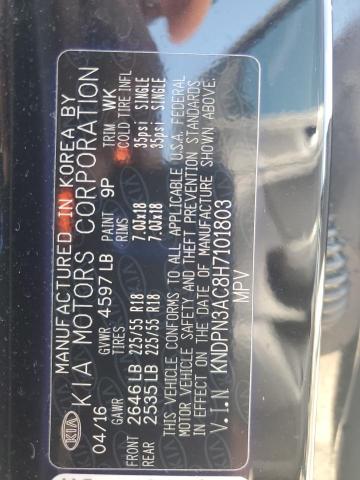 MANUFACTURED IN KOREA BY
KIA MOTORS CORPORATION
KIA
04/16 GVWR 4597LB PAINT 9P TRIM WK
GAWR TIRES RIMS COLD TIRE INFL
FRONT 2646LB 225/55 R18 7.0Jx18 35psi SINGLE
REAR 2535LB 225/55 R18 7.0Jx18 35psi SINGLE
THIS VEHICLE CONFORMS TO ALL APPLICABLE U.S.A. FEDERAL
MOTOR VEHICLE SAFETY AND THEFT PREVENTION STANDARDS
IN EFFECT ON THE DATE OF MANUFACTURE SHOWN ABOVE.
V.I.N KNDPN3AC8H7101803
MPV